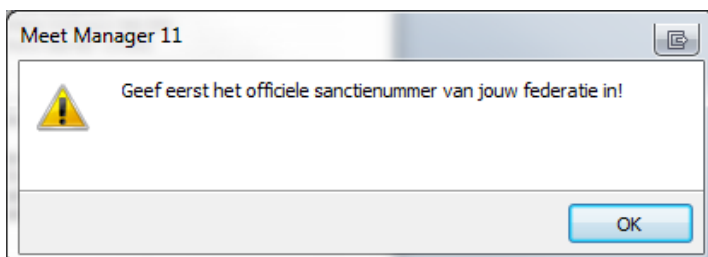 Meet Manager 11
Geef eerst het officiele sanctienummer van jouw federatie in!
OK